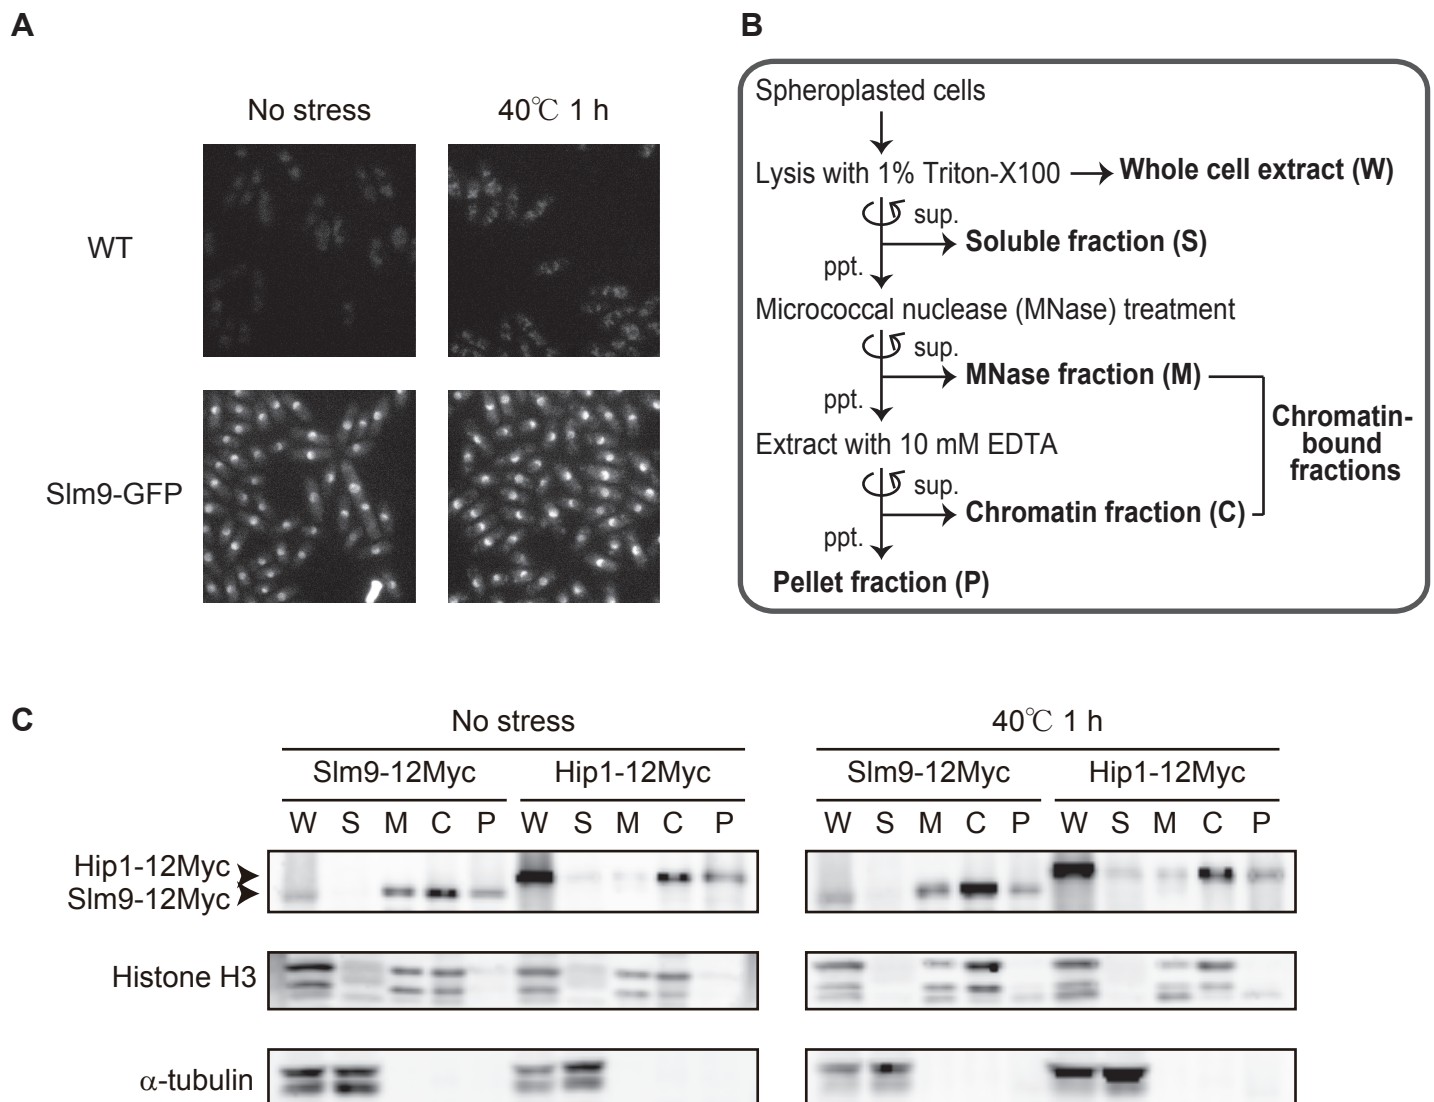 A
No stress
40℃ 1 h
WT
Slm9-GFP
B
Spheroplasted cells
Lysis with 1% Triton-X100
Whole cell extract (W)
sup.
Soluble fraction (S)
ppt.
Micrococcal nuclease (MNase) treatment
sup.
MNase fraction (M)
ppt.
Chromatin-
bound
fractions
Extract with 10 mM EDTA
sup.
Chromatin fraction (C)
ppt.
Pellet fraction (P)
C
No stress
40℃ 1 h
Slm9-12Myc
Hip1-12Myc
Slm9-12Myc
Hip1-12Myc
W S M C P W S M C P
W S M C P W S M C P
Hip1-12Myc
Slm9-12Myc
Histone H3
α-tubulin